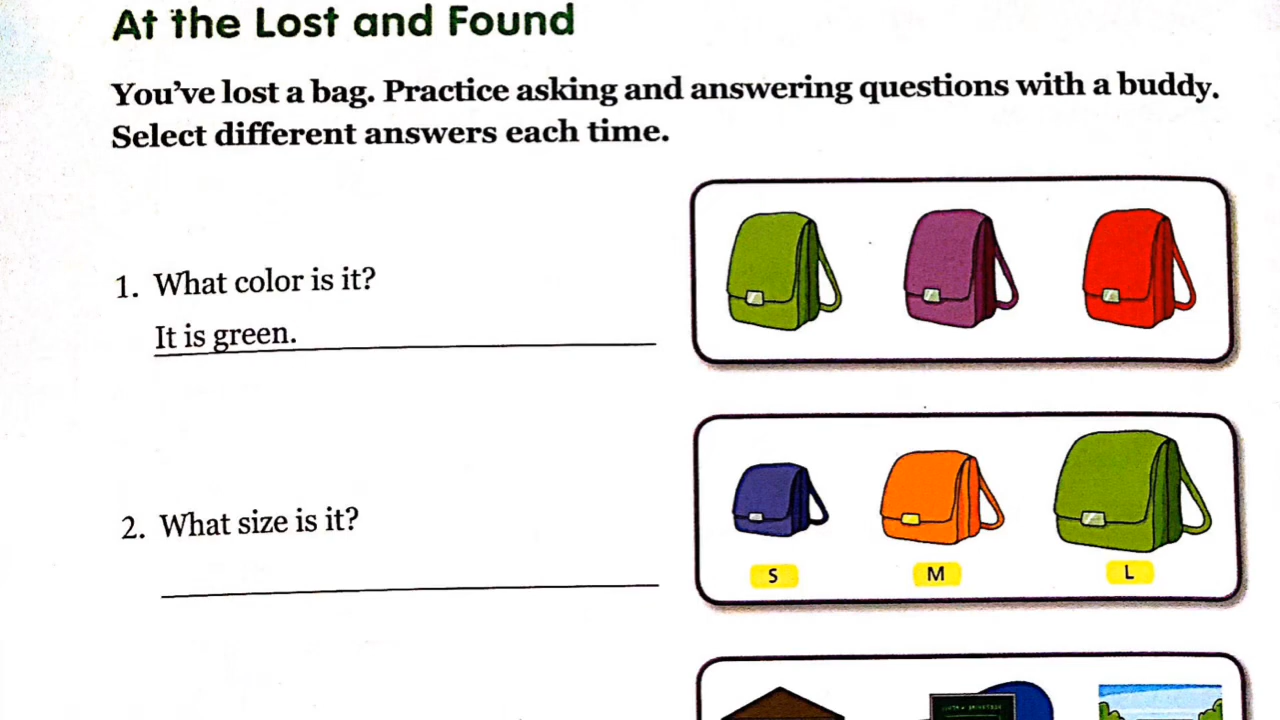 At the Lost and Found
You've lost a bag. Practice asking and answering questions with a buddy.
Select different answers each time.
1. What color is it?
It is green.
2. What size is it?
S
M
L